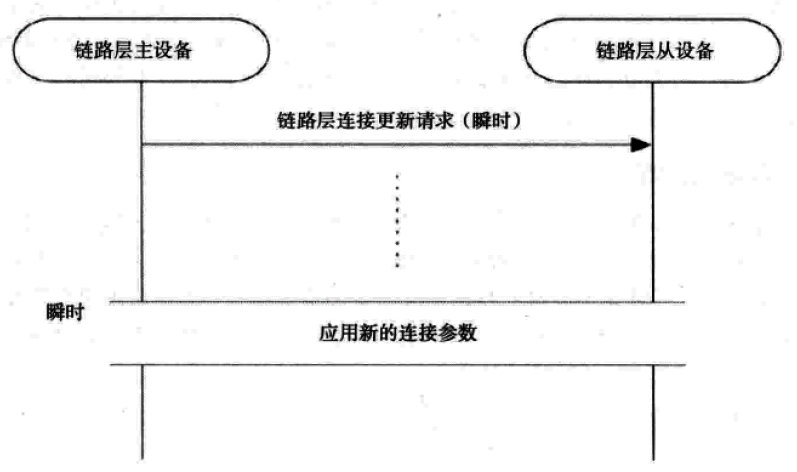 链路层主设备
链路层从设备
链路层连接更新请求（瞬时）
瞬时
应用新的连接参数